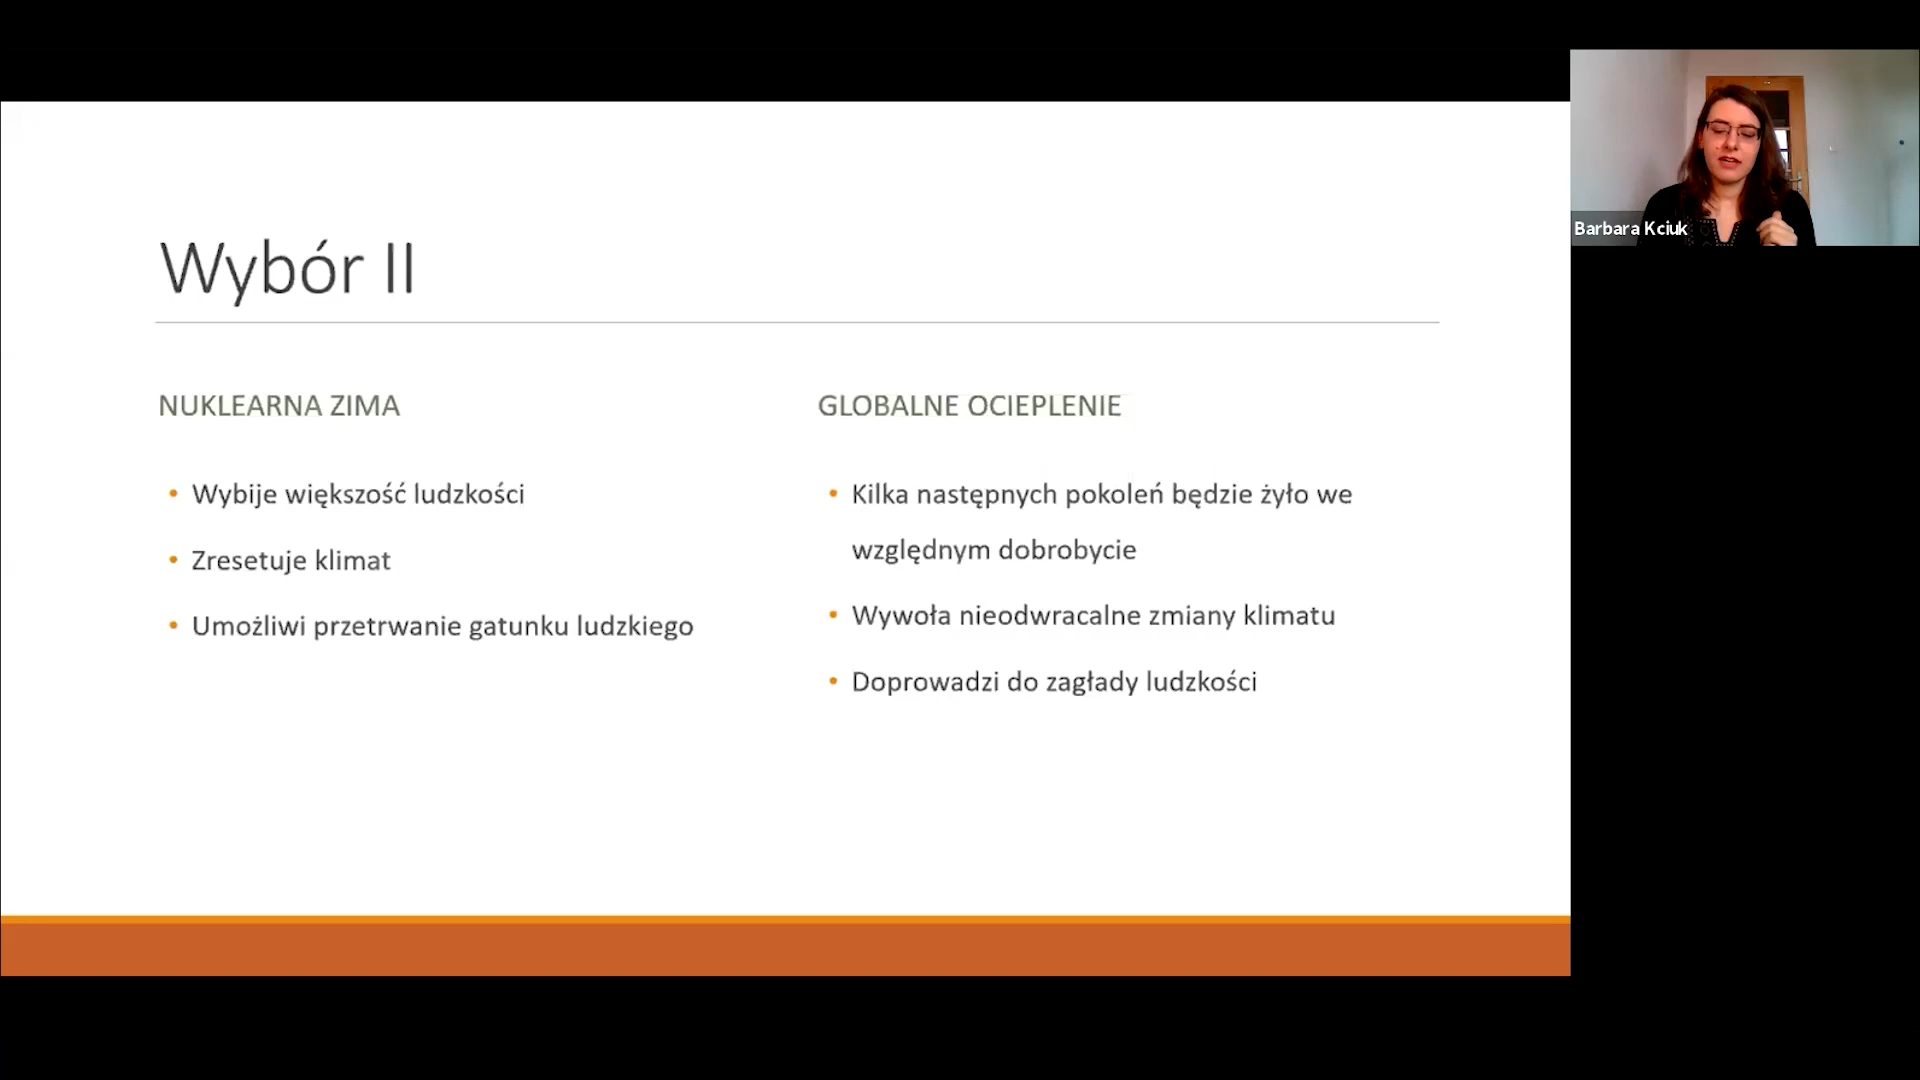 Wybór II
NUKLEARNA ZIMA
• Wybije większość ludzkości
• Zresetuje klimat
• Umożliwi przetrwanie gatunku ludzkiego
GLOBALNE OCIEPLENIE
• Kilka następnych pokoleń będzie żyło we
względnym dobrobycie
• Wywoła nieodwracalne zmiany klimatu
• Doprowadzi do zagłady ludzkości
Barbara Kciuk